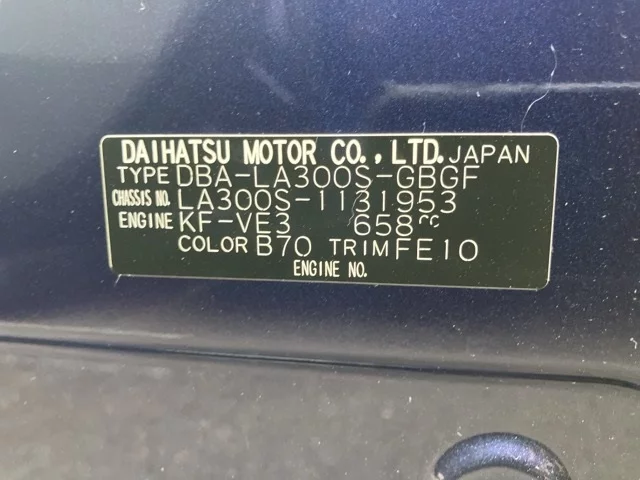 DAIHATSU MOTOR CO., LTD. JAPAN
TYPE DBA-LA300S-GBGF
CHASSIS NO. LA300S-1131953
ENGINE KF-VE3 658cc
COLOR B70 TRIM FE10
ENGINE NO.